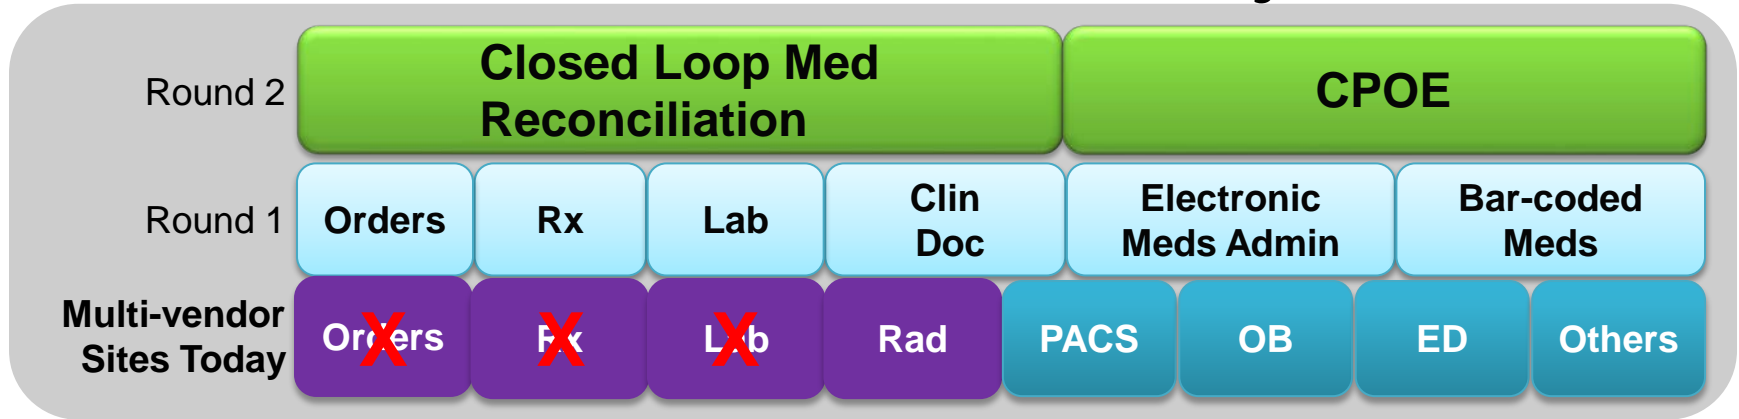 Round 2
Closed Loop Med
Reconciliation
CPOE
Round 1
Orders
Rx
Lab
Clin
Doc
Electronic
Meds Admin
Bar-coded
Meds
Multi-vendor
Sites Today
Orders
X
Rx
X
Lab
X
Rad
PACS
OB
ED
Others